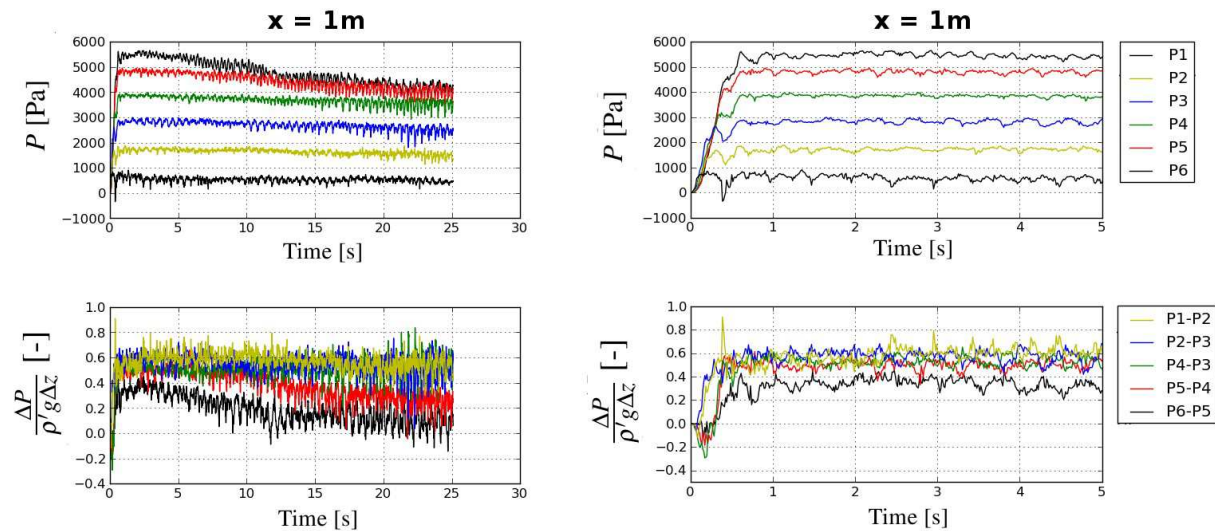 x = 1m
P [Pa]
6000
5000
4000
3000
2000
1000
0
−1000
0 5 10 15 20 25 30
Time [s]
x = 1m
P [Pa]
6000
5000
4000
3000
2000
1000
0
−1000
0 1 2 3 4 5
Time [s]
P1
P2
P3
P4
P5
P6
ΔP
ρ′gΔz
[-]
1.0
0.8
0.6
0.4
0.2
0.0
−0.2
−0.4
0 5 10 15 20 25 30
Time [s]
ΔP
ρ′gΔz
[-]
1.0
0.8
0.6
0.4
0.2
0.0
−0.2
−0.4
0 1 2 3 4 5
Time [s]
P1-P2
P2-P3
P4-P3
P5-P4
P6-P5